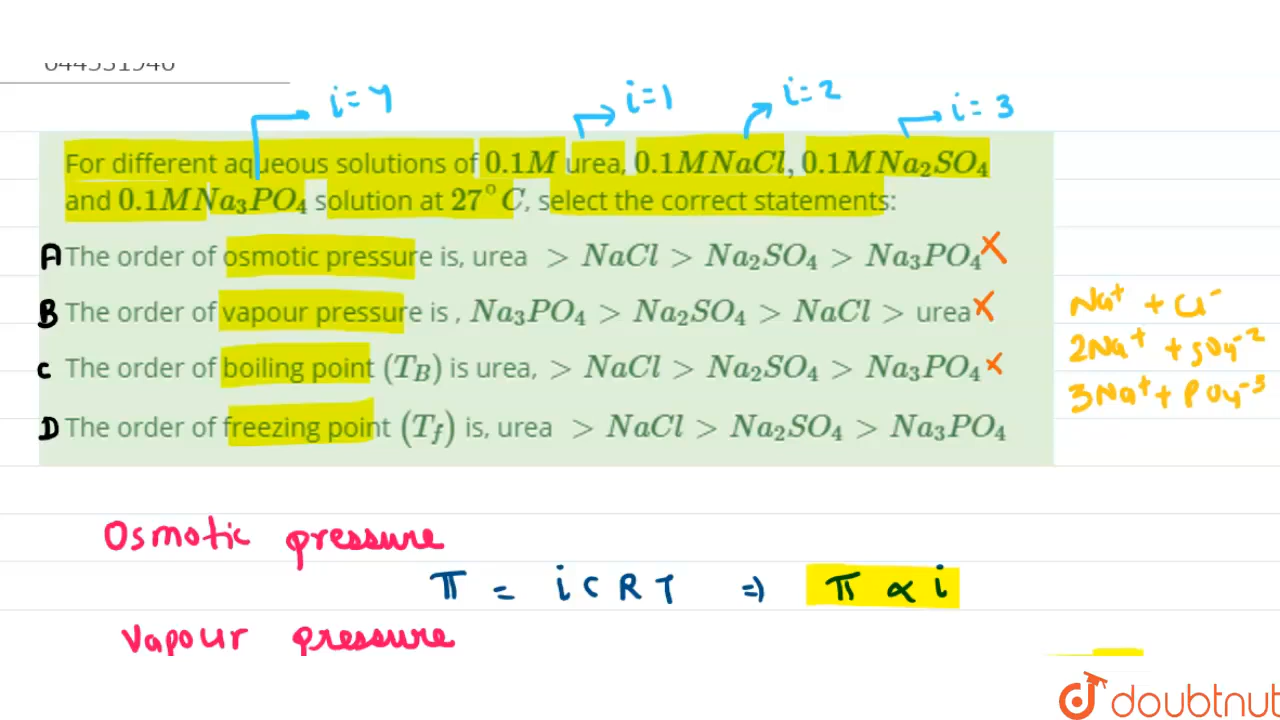 i=4
i=1
i=2
i=3
For different aqueous solutions of 0.1M urea, 0.1MNaCl, 0.1MNa₂SO₄
and 0.1MNa₃PO₄ solution at 27°C, select the correct statements:
A The order of osmotic pressure is, urea > NaCl > Na₂SO₄ > Na₃PO₄ ×
B The order of vapour pressure is , Na₃PO₄ > Na₂SO₄ > NaCl > urea ×
C The order of boiling point (T_B) is urea, > NaCl > Na₂SO₄ > Na₃PO₄ ×
D The order of freezing point (T_f) is, urea > NaCl > Na₂SO₄ > Na₃PO₄
Na⁺ + Cl⁻
2Na⁺ + SO₄⁻²
3Na⁺ + PO₄⁻³
Osmotic pressure
π = iCRT ⇒ π ∝ i
Vapour pressure
doubtnut